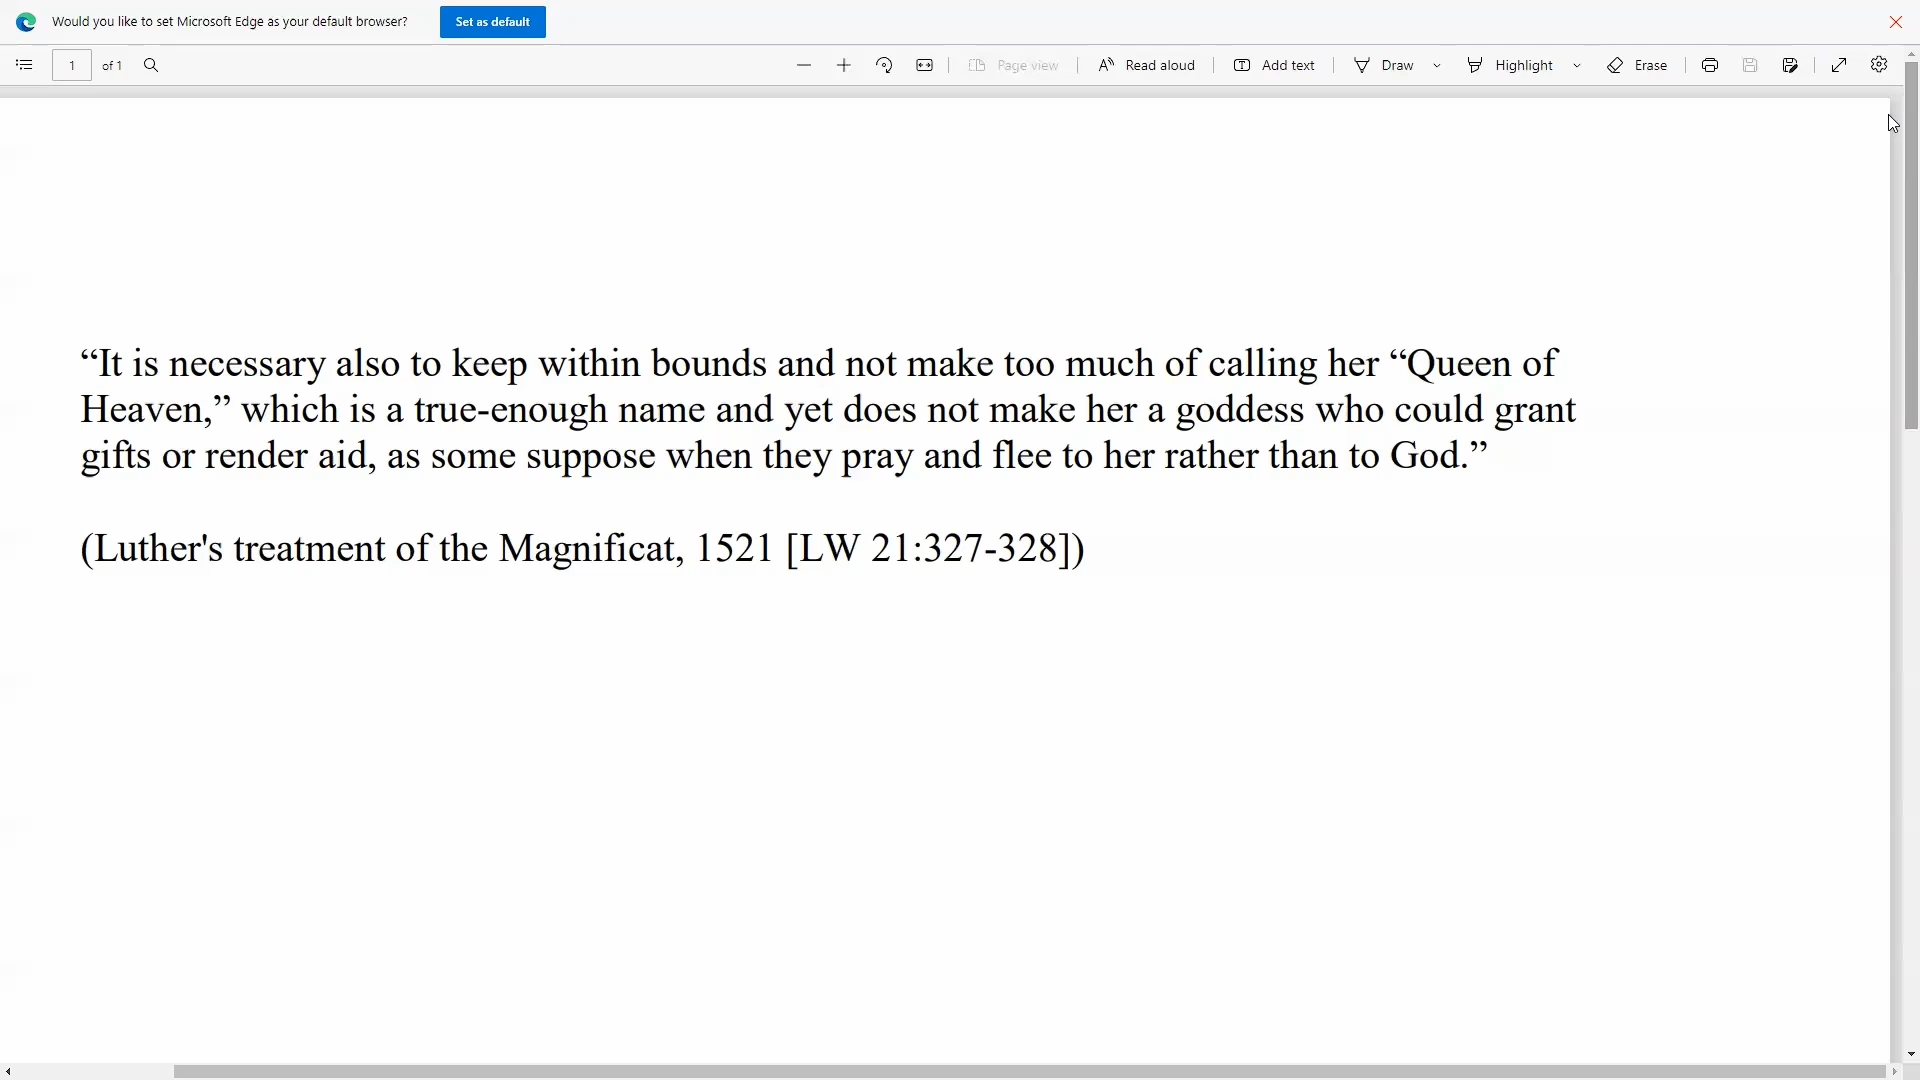 Would you like to set Microsoft Edge as your default browser? Set as default
1 of 1 Page view Read aloud Add text Draw Highlight Erase
“It is necessary also to keep within bounds and not make too much of calling her “Queen of
Heaven,” which is a true-enough name and yet does not make her a goddess who could grant
gifts or render aid, as some suppose when they pray and flee to her rather than to God.”
(Luther's treatment of the Magnificat, 1521 [LW 21:327-328])